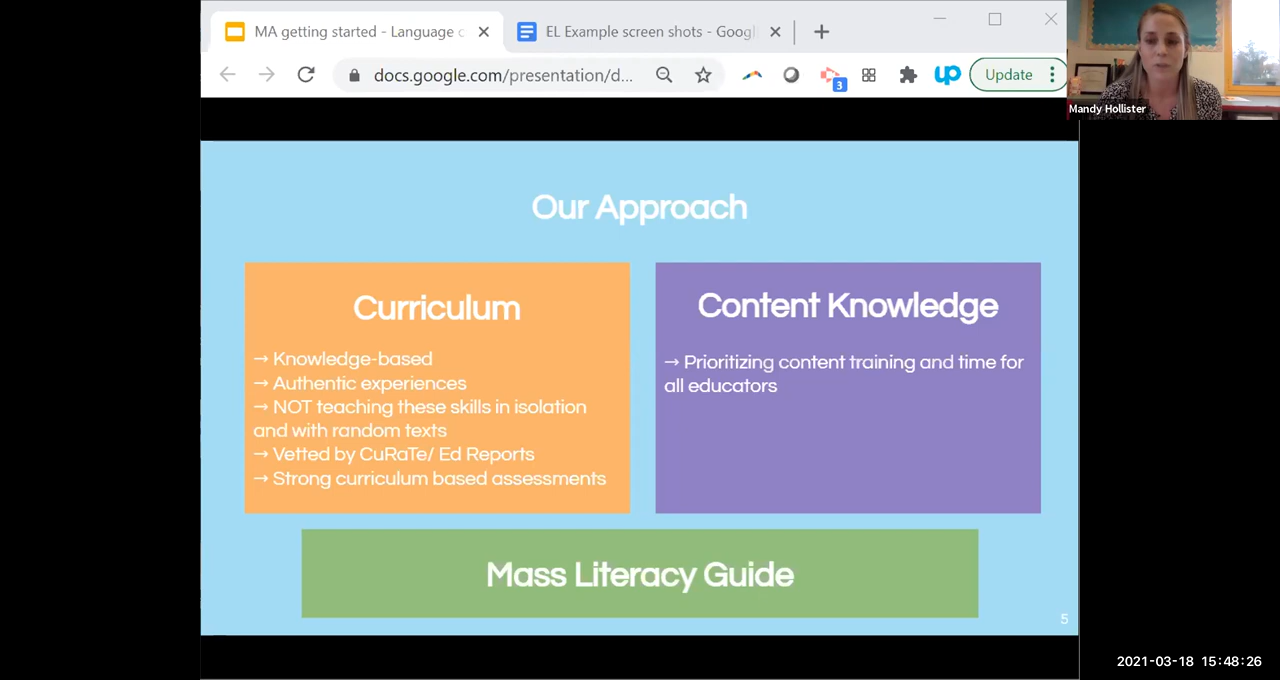 MA getting started - Language
EL Example screen shots - Googl
docs.google.com/presentation/d...
3
up
Update
Mandy Hollister
Our Approach
Curriculum
→ Knowledge-based
→ Authentic experiences
→ NOT teaching these skills in isolation
and with random texts
→ Vetted by CuRaTe/ Ed Reports
→ Strong curriculum based assessments
Content Knowledge
→ Prioritizing content training and time for
all educators
Mass Literacy Guide
5
2021-03-18 15:48:26